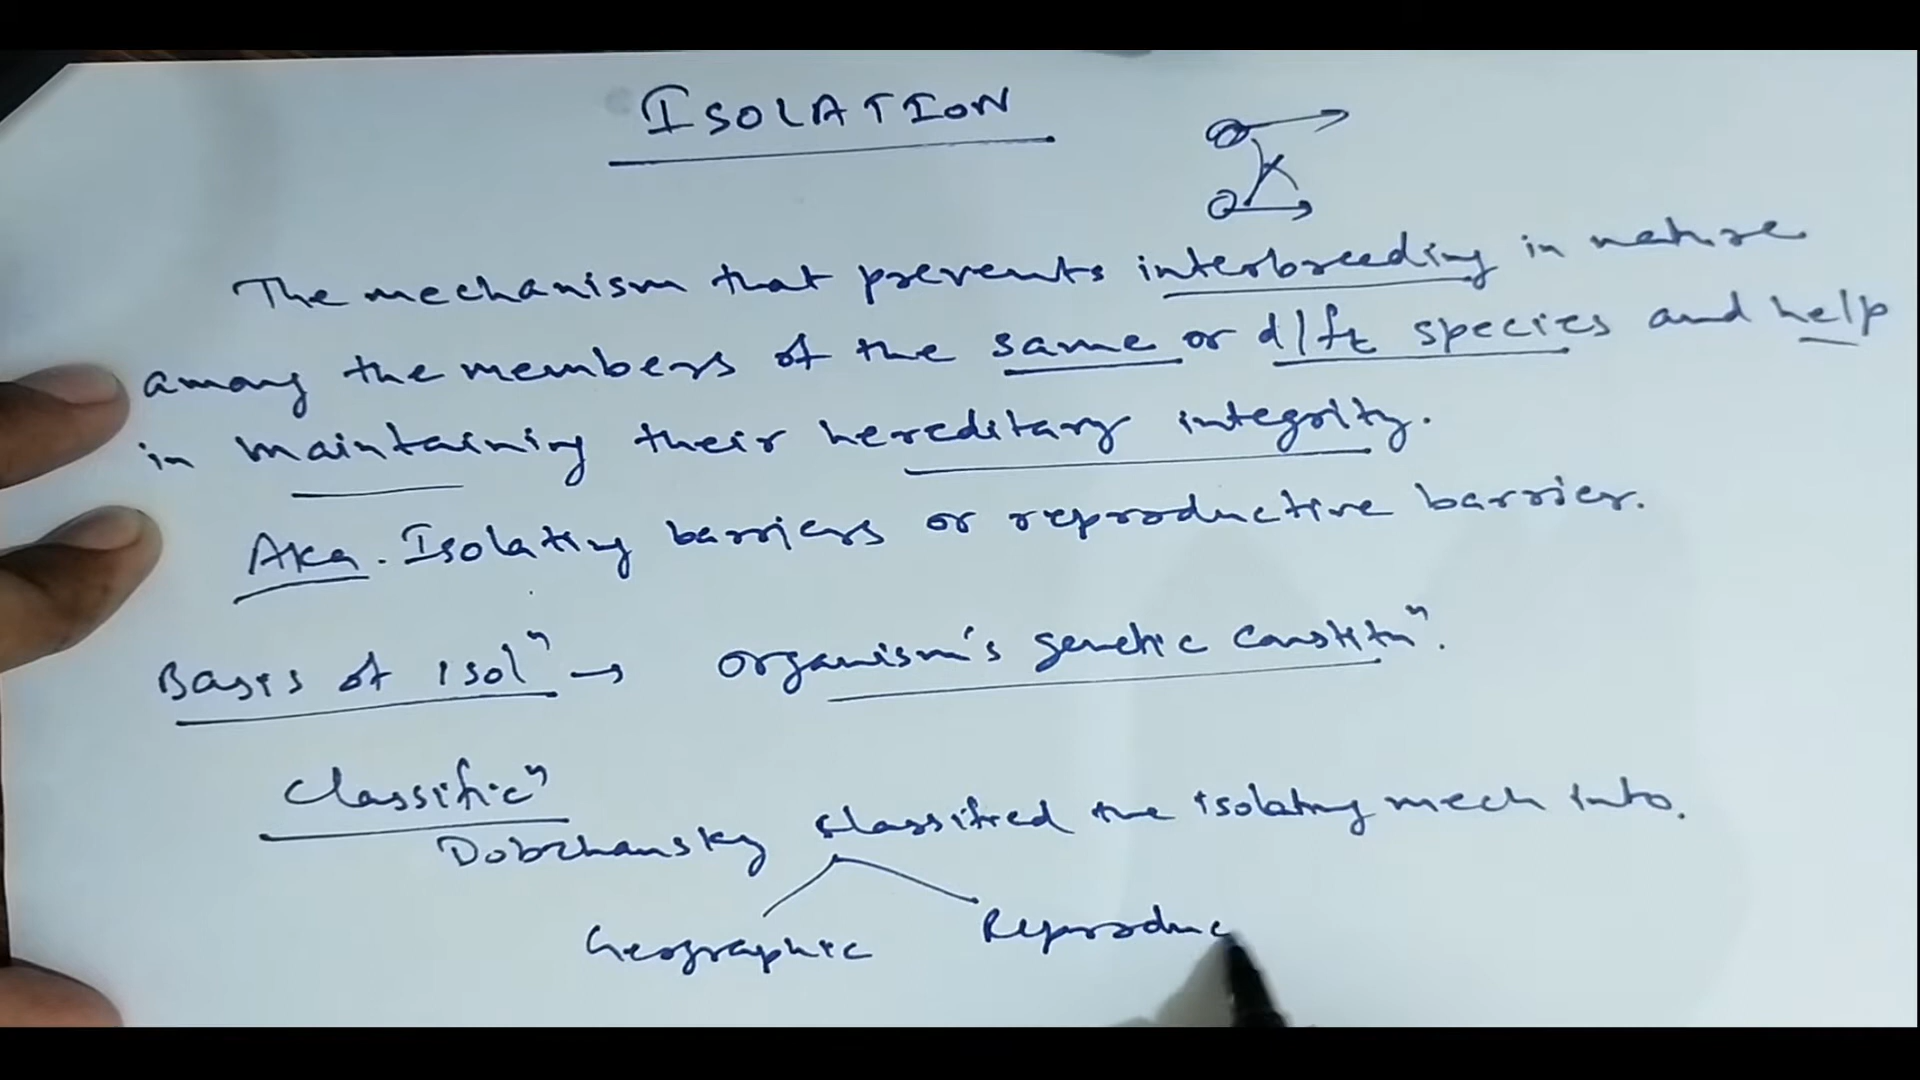 ISOLATION
The mechanism that prevents interbreeding in nature
among the members of the same or d/ft species and help
in maintaining their hereditary integrity.
Aka. Isolating barriers or reproductive barrier.
Basis of isolⁿ → organism's genetic constituⁿ.
Classificⁿ
Dobzhansky classified the isolating mech into.
Geographic
Reproduc